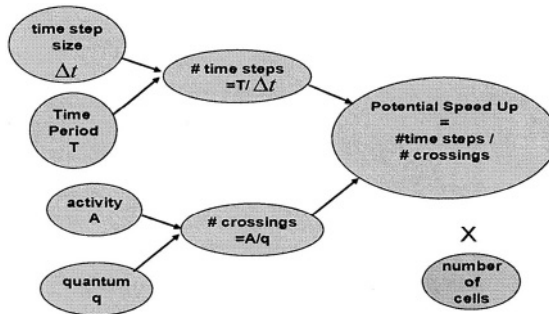 time step
size
Δt
# time steps
=T/Δt
Time
Period
T
Potential Speed Up
=
#time steps /
# crossings
activity
A
# crossings
=A/q
quantum
q
X
number
of
cells